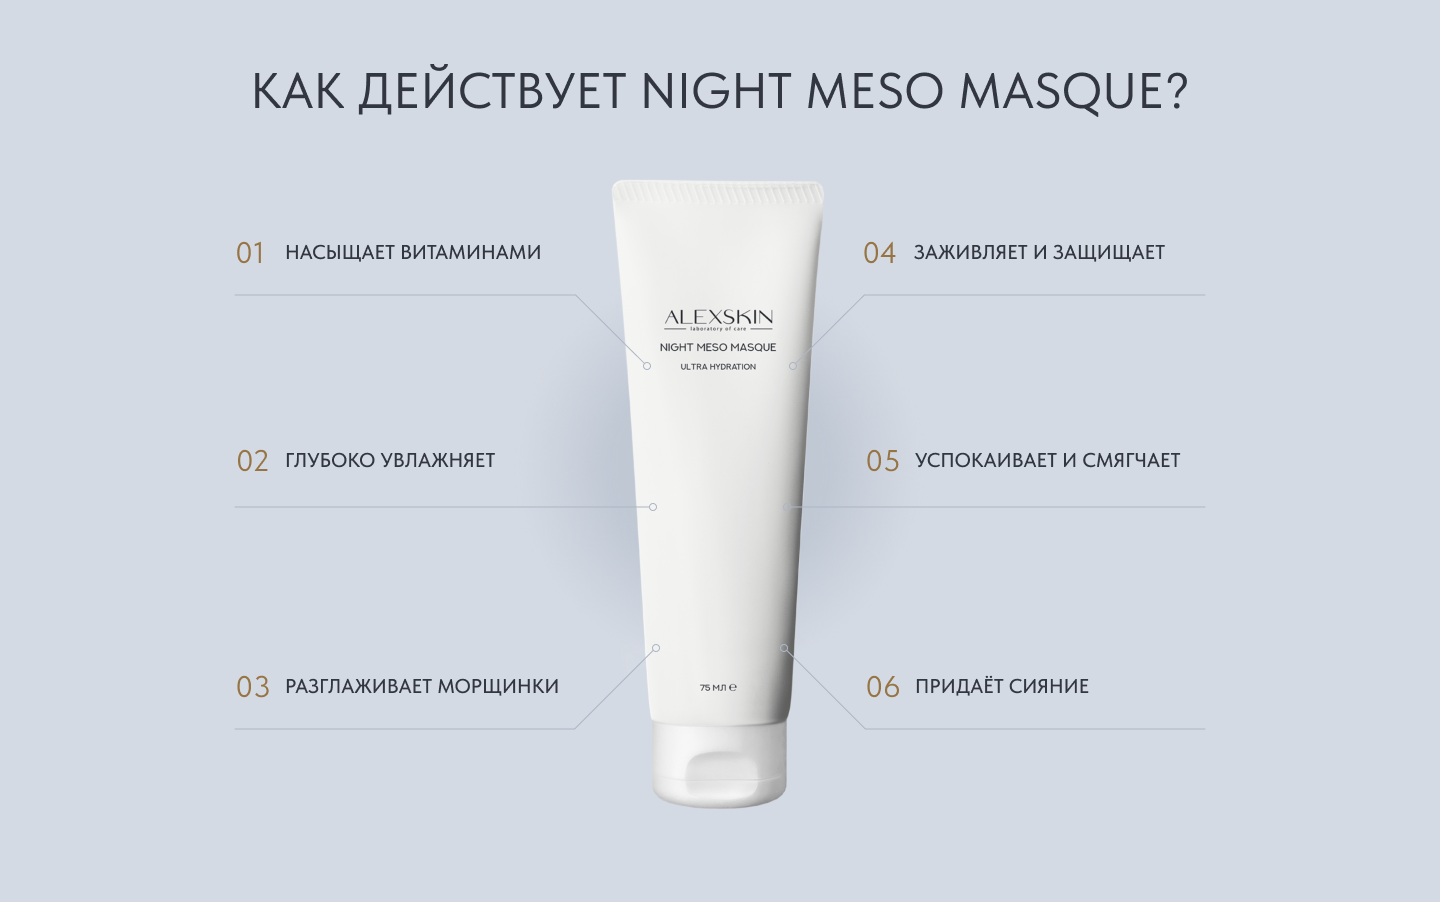 КАК ДЕЙСТВУЕТ NIGHT MESO MASQUE?
01 НАСЫЩАЕТ ВИТАМИНАМИ
02 ГЛУБОКО УВЛАЖНЯЕТ
03 РАЗГЛАЖИВАЕТ МОРЩИНКИ
ALEXSKIN
laboratory of care
NIGHT MESO MASQUE
ULTRA HYDRATION
75 МЛ ℮
04 ЗАЖИВЛЯЕТ И ЗАЩИЩАЕТ
05 УСПОКАИВАЕТ И СМЯГЧАЕТ
06 ПРИДАЁТ СИЯНИЕ